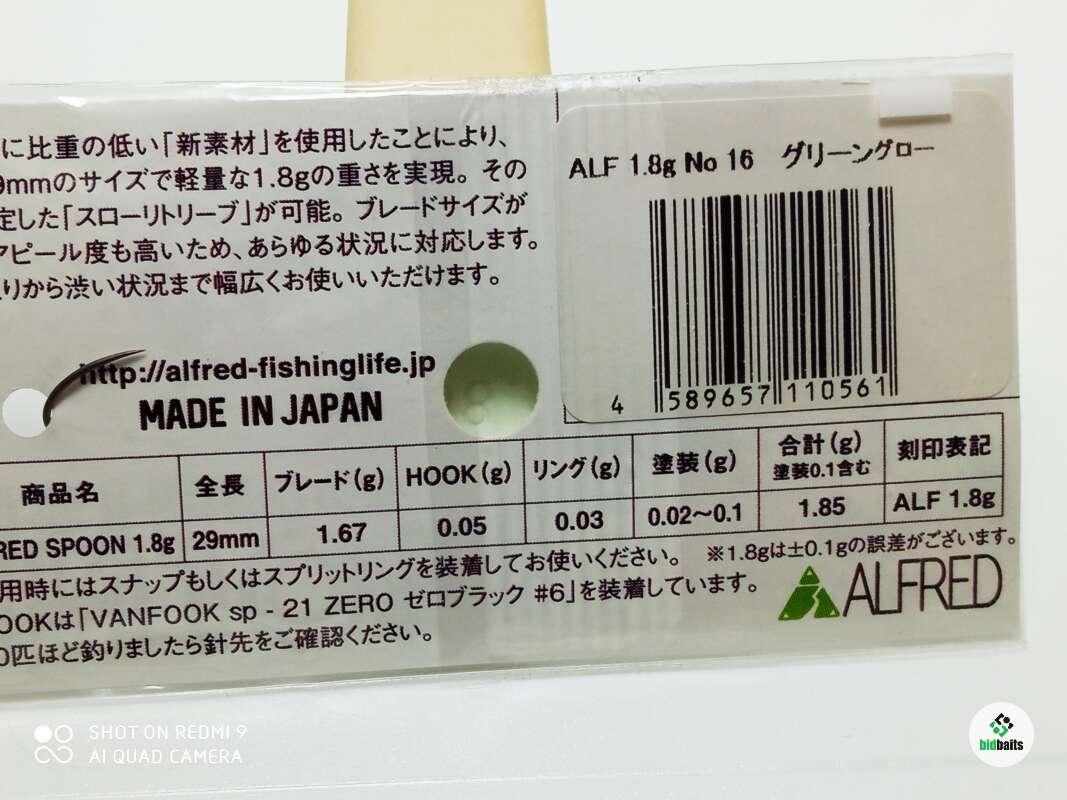 に比重の低い「新素材」を使用したことにより、
9mmのサイズで軽量な1.8gの重さを実現。その
定した「スローリトリーブ」が可能。ブレードサイズが
アピール度も高いため、あらゆる状況に対応します。
りから渋い状況まで幅広くお使いいただけます。
http://alfred-fishinglife.jp
MADE IN JAPAN
ALF 1.8g No 16 グリーングロー
4 589657 110561
商品名 全長 ブレード(g) HOOK(g) リング(g) 塗装(g) 合計(g) 塗装0.1含む 刻印表記
RED SPOON 1.8g 29mm 1.67 0.05 0.03 0.02〜0.1 1.85 ALF 1.8g
用時にはスナップもしくはスプリットリングを装着してお使いください。 ※1.8gは±0.1gの誤差がございます。
OOKは「VANFOOK sp - 21 ZERO ゼロブラック #6」を装着しています。
0匹ほど釣りましたら針先をご確認ください。
ALFRED
SHOT ON REDMI 9
AI QUAD CAMERA
bidbaits